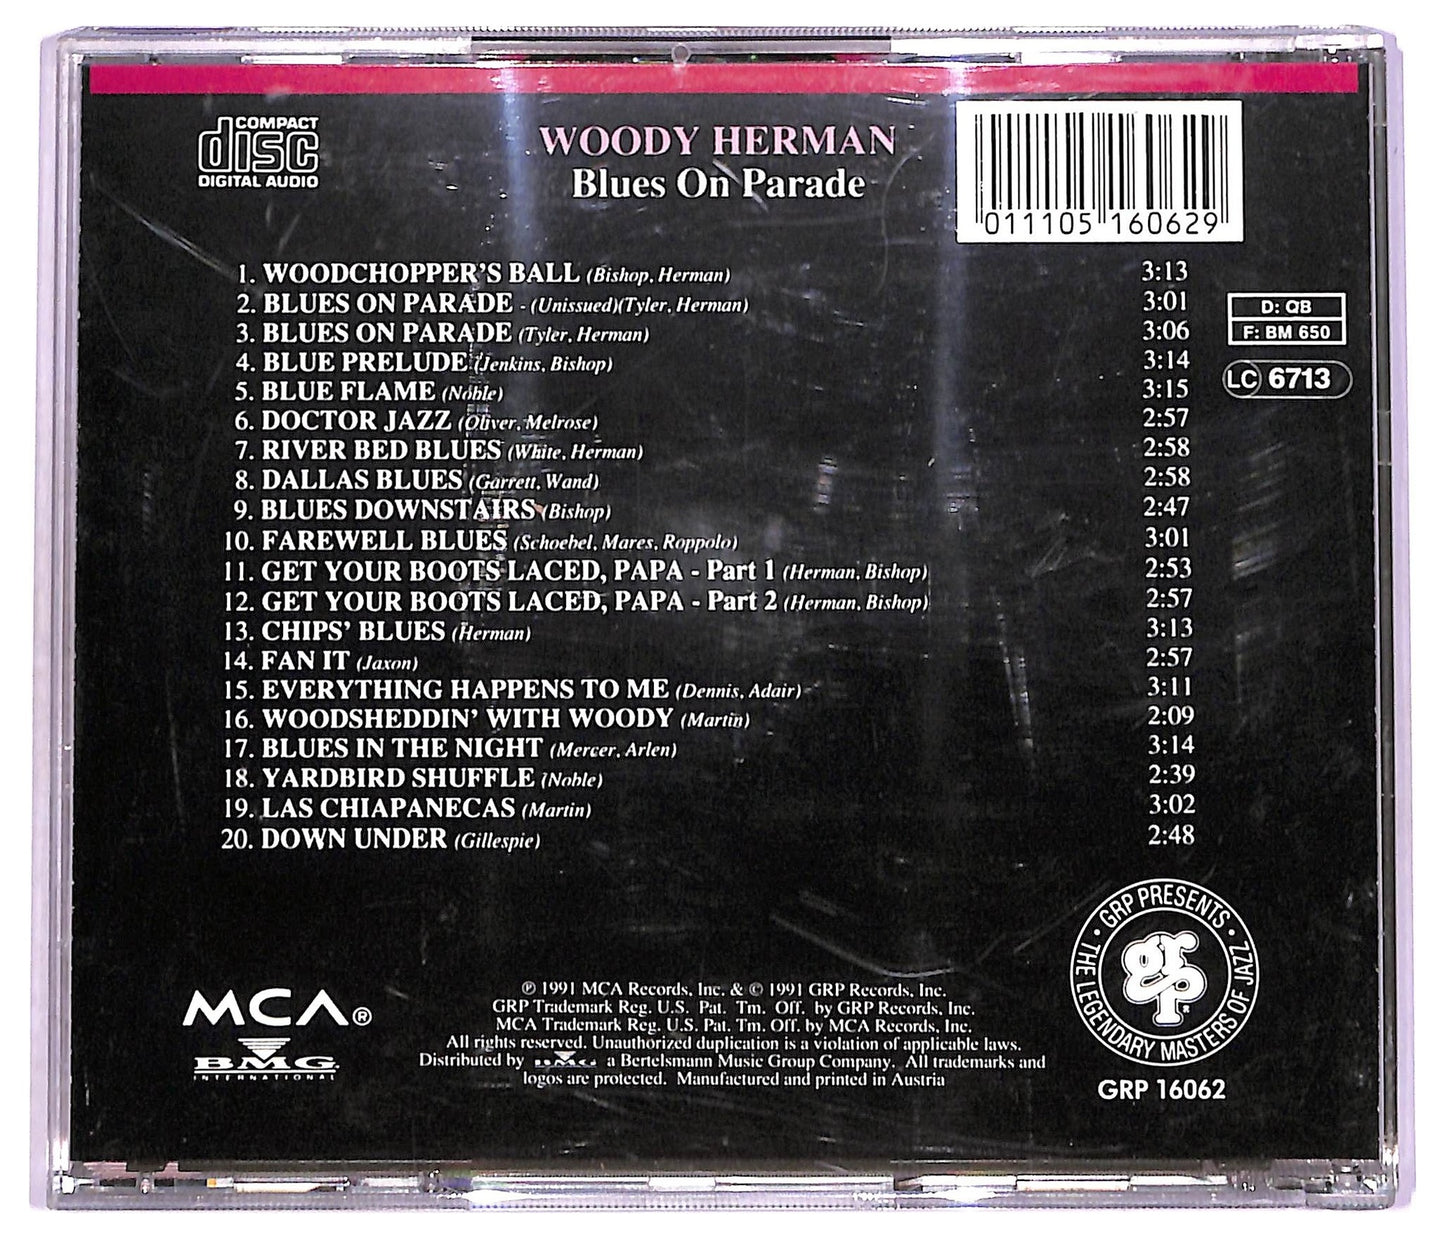 COMPACT
disc
DIGITAL AUDIO
WOODY HERMAN
Blues On Parade
011105 160629
1. WOODCHOPPER'S BALL (Bishop, Herman) 3:13
2. BLUES ON PARADE - (Unissued)(Tyler, Herman) 3:01
3. BLUES ON PARADE (Tyler, Herman) 3:06
4. BLUE PRELUDE (Jenkins, Bishop) 3:14
5. BLUE FLAME (Noble) 3:15
6. DOCTOR JAZZ (Oliver, Melrose) 2:57
7. RIVER BED BLUES (White, Herman) 2:58
8. DALLAS BLUES (Garrett, Wand) 2:58
9. BLUES DOWNSTAIRS (Bishop) 2:47
10. FAREWELL BLUES (Schoebel, Mares, Roppolo) 3:01
11. GET YOUR BOOTS LACED, PAPA - Part 1 (Herman, Bishop) 2:53
12. GET YOUR BOOTS LACED, PAPA - Part 2 (Herman, Bishop) 2:57
13. CHIPS' BLUES (Herman) 3:13
14. FAN IT (Jaxon) 2:57
15. EVERYTHING HAPPENS TO ME (Dennis, Adair) 3:11
16. WOODSHEDDIN' WITH WOODY (Martin) 2:09
17. BLUES IN THE NIGHT (Mercer, Arlen) 3:14
18. YARDBIRD SHUFFLE (Noble) 2:39
19. LAS CHIAPANECAS (Martin) 3:02
20. DOWN UNDER (Gillespie) 2:48
D: QB
F: BM 650
LC 6713
MCA®
BMG
INTERNATIONAL
℗ 1991 MCA Records, Inc. & © 1991 GRP Records, Inc.
GRP Trademark Reg. U.S. Pat. Tm. Off. by GRP Records, Inc.
MCA Trademark Reg. U.S. Pat. Tm. Off. by MCA Records, Inc.
All rights reserved. Unauthorized duplication is a violation of applicable laws.
Distributed by BMG a Bertelsmann Music Group Company. All trademarks and
logos are protected. Manufactured and printed in Austria
• GRP PRESENTS •
THE LEGENDARY MASTERS OF JAZZ
grp®
GRP 16062